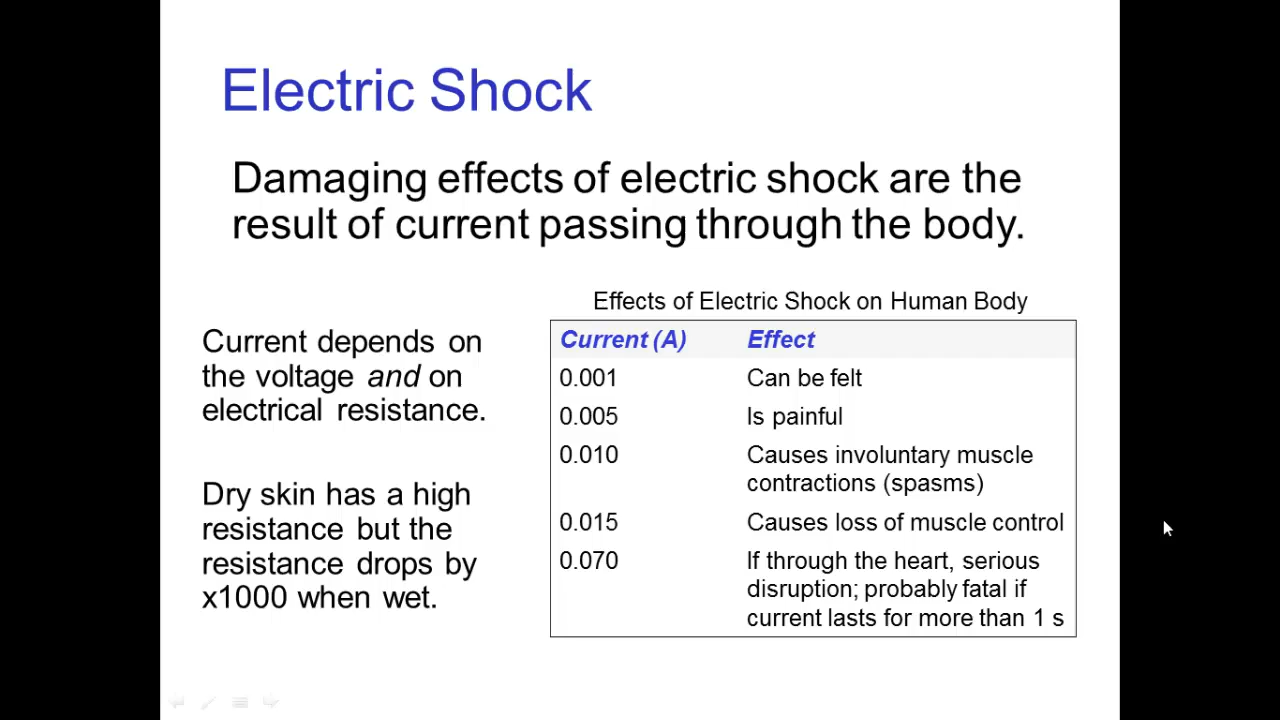 Electric Shock
Damaging effects of electric shock are the
result of current passing through the body.
Current depends on
the voltage and on
electrical resistance.
Dry skin has a high
resistance but the
resistance drops by
x1000 when wet.
Effects of Electric Shock on Human Body
Current (A) Effect
0.001 Can be felt
0.005 Is painful
0.010 Causes involuntary muscle
contractions (spasms)
0.015 Causes loss of muscle control
0.070 If through the heart, serious
disruption; probably fatal if
current lasts for more than 1 s